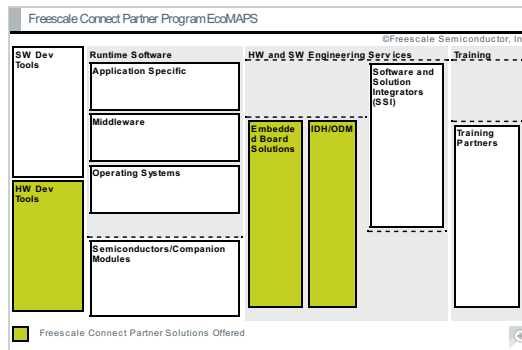 Freescale Connect Partner Program EcoMAPS
©Freescale Semiconductor, In
SW Dev
Tools
Runtime Software
HW and SW Engineering Services
Training
Application Specific
Software and
Solution
Integrators
(SSI)
Middleware
Embedde
d Board
Solutions
IDH/ODM
Training
Partners
Operating Systems
HW Dev
Tools
Semiconductors/Companion
Modules
Freescale Connect Partner Solutions Offered